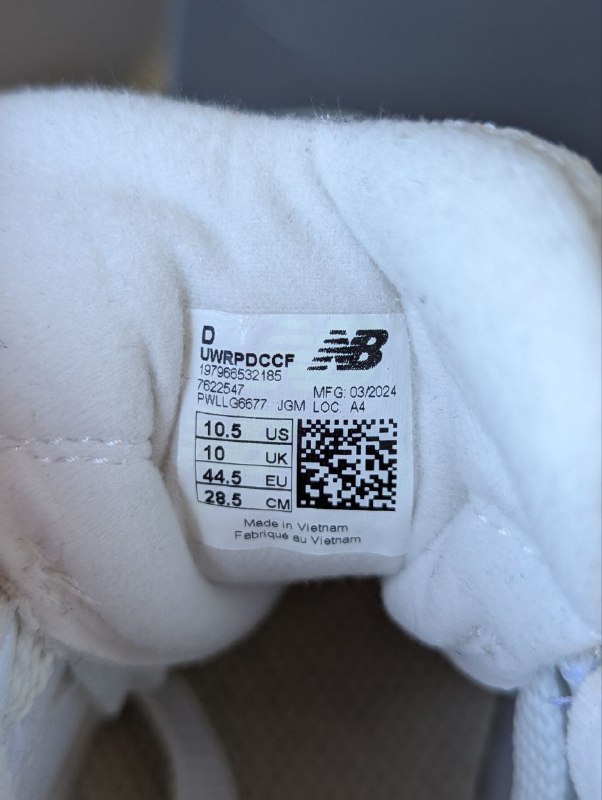 D
UWRPDCCF
NB
197966532185
7622547
MFG: 03/2024
PWLLG6677 JGM LOC: A4
10.5 US
10 UK
44.5 EU
28.5 CM
Made in Vietnam
Fabriqué au Vietnam